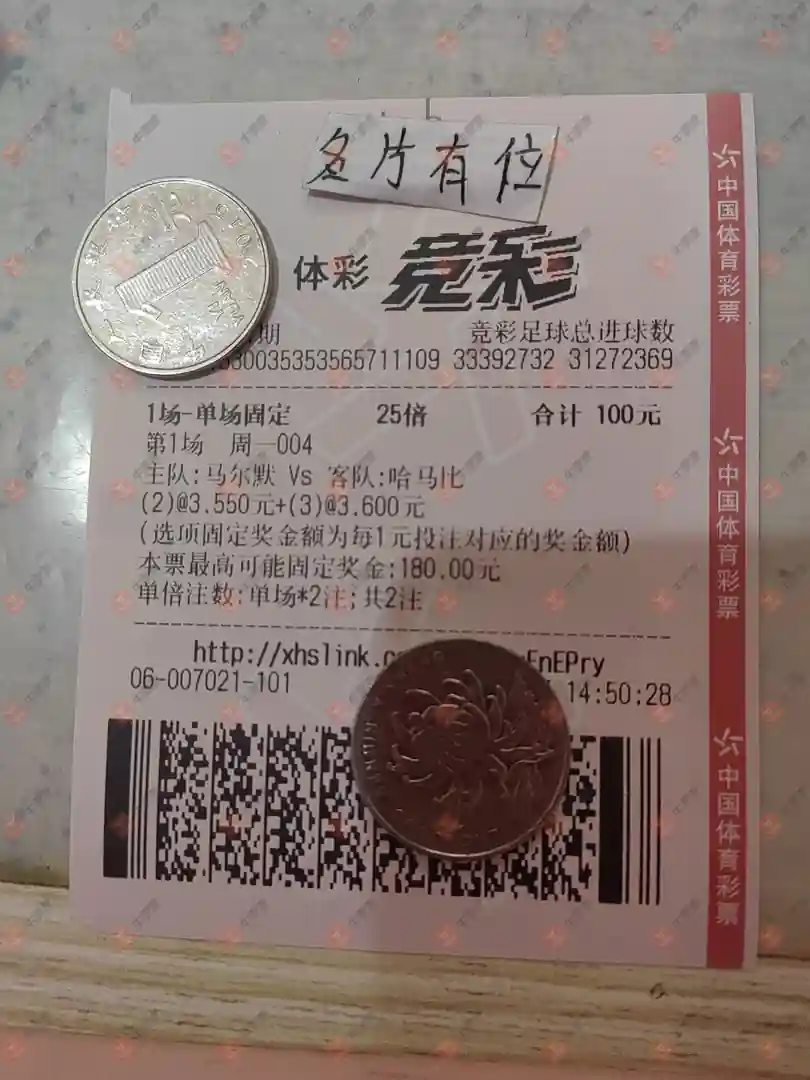 名片有位
体彩 竞彩
期 竞彩足球总进球数
330035353565711109 33392732 31272369
1场-单场固定 25倍 合计 100元
第1场 周一004
主队:马尔默 Vs 客队:哈马比
(2)@3.550元+(3)@3.600元
(选项固定奖金额为每1元投注对应的奖金额)
本票最高可能固定奖金:180.00元
单倍注数:单场*2注;共2注
http://xhslink.c EnEPry
06-007021-101 14:50:28
中国体育彩票
中国体育彩票
中国体育彩票